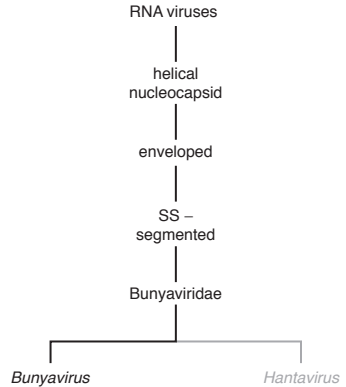 RNA viruses
helical
nucleocapsid
enveloped
SS –
segmented
Bunyaviridae
Bunyavirus
Hantavirus